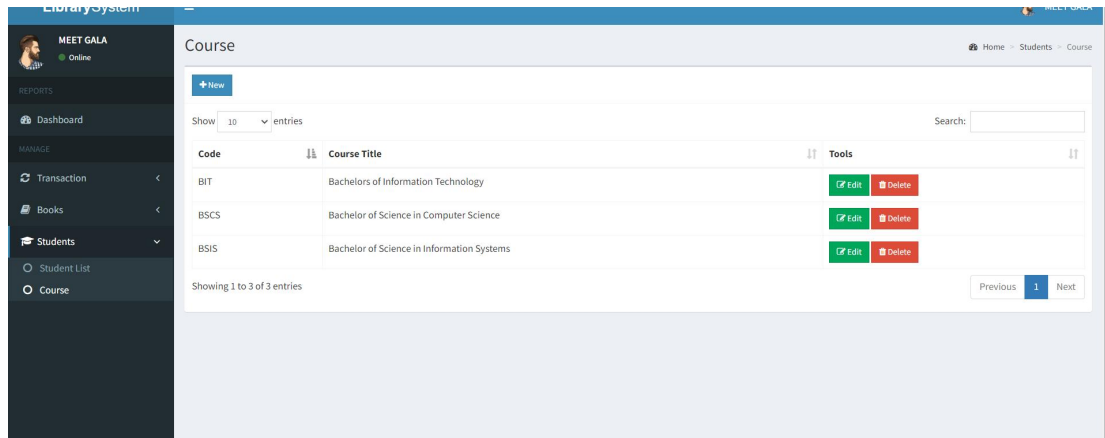 LibrarySystem
MEET GALA
MEET GALA
Online
Course
Home > Students > Course
REPORTS
New
Dashboard
Show 10 entries
Search:
MANAGE
Code Course Title Tools
Transaction
BIT Bachelors of Information Technology Edit Delete
Books
BSCS Bachelor of Science in Computer Science Edit Delete
Students
BSIS Bachelor of Science in Information Systems Edit Delete
Student List
Course
Showing 1 to 3 of 3 entries
Previous 1 Next